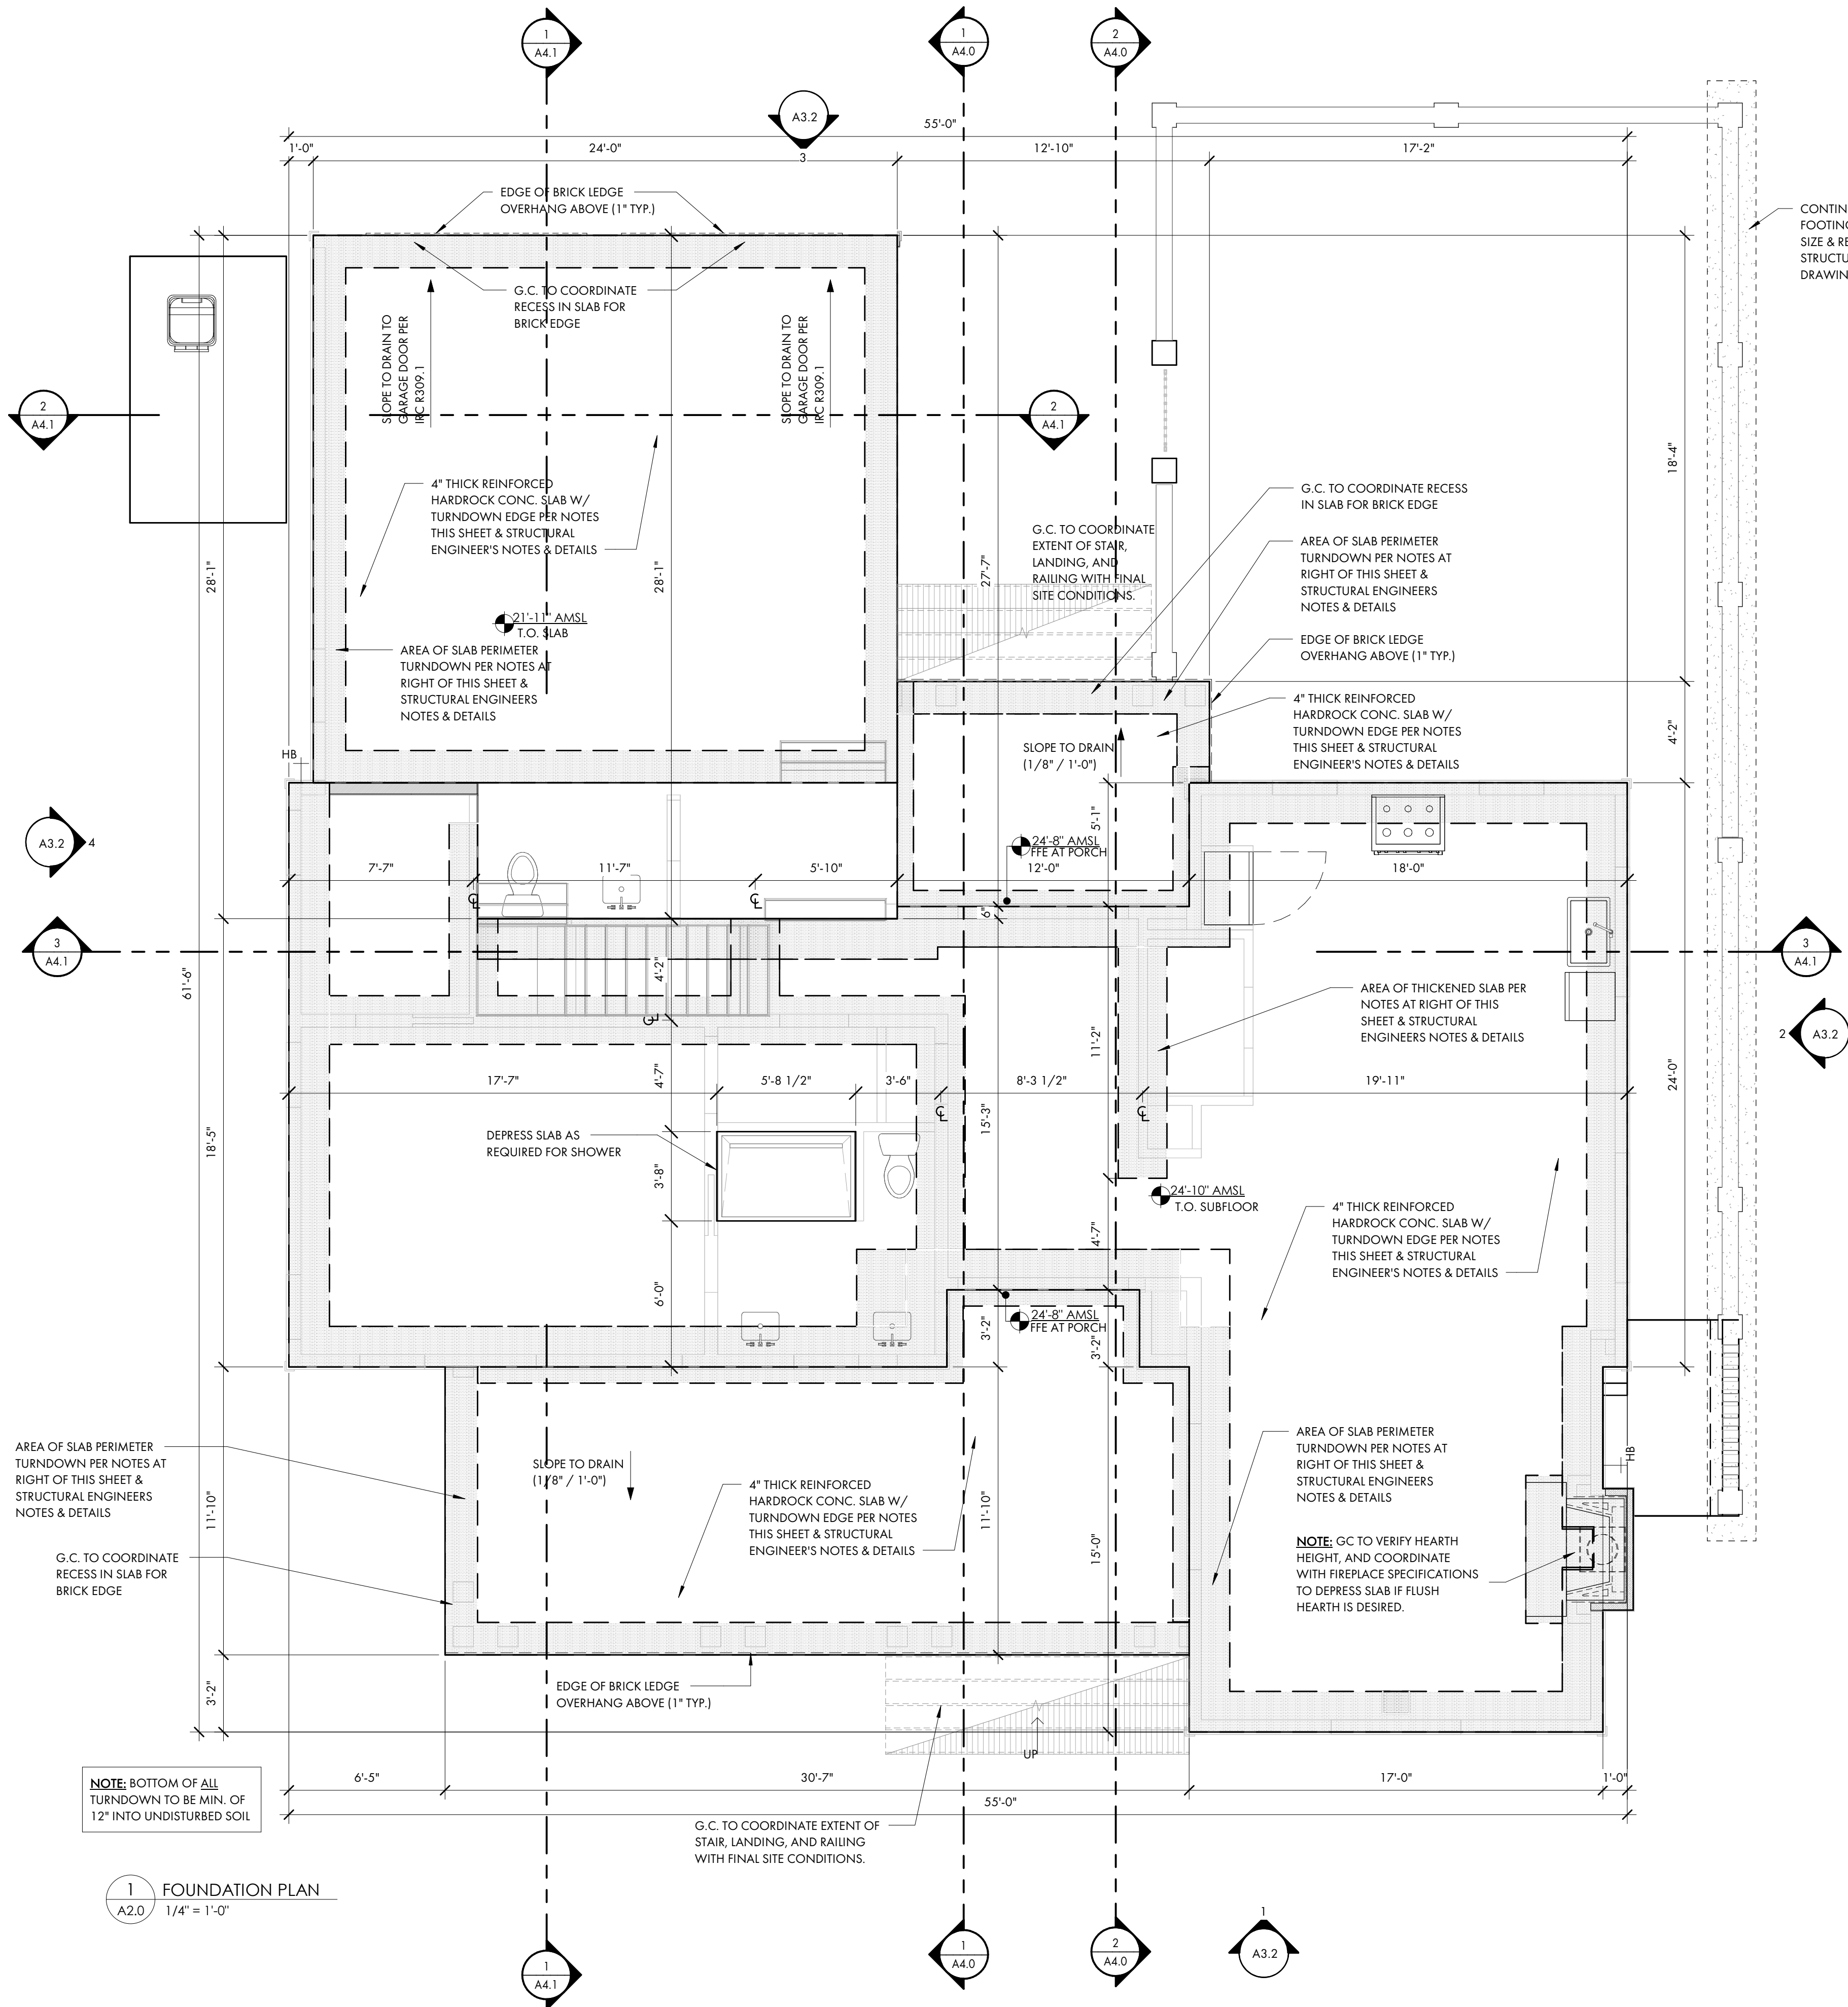 1
A4.1
1
A4.0
2
A4.0
A3.2
3
55'-0"
1'-0"
24'-0"
12'-10"
17'-2"
EDGE OF BRICK LEDGE
OVERHANG ABOVE (1" TYP.)
G.C. TO COORDINATE
RECESS IN SLAB FOR
BRICK EDGE
SLOPE TO DRAIN TO
GARAGE DOOR PER
IRC R309.1
SLOPE TO DRAIN TO
GARAGE DOOR PER
IRC R309.1
CONTIN
FOOTING
SIZE & RE
STRUCTU
DRAWIN
2
A4.1
2
A4.1
18'-4"
4" THICK REINFORCED
HARDROCK CONC. SLAB W/
TURNDOWN EDGE PER NOTES
THIS SHEET & STRUCTURAL
ENGINEER'S NOTES & DETAILS
G.C. TO COORDINATE RECESS
IN SLAB FOR BRICK EDGE
G.C. TO COORDINATE
EXTENT OF STAIR,
LANDING, AND
RAILING WITH FINAL
SITE CONDITIONS.
AREA OF SLAB PERIMETER
TURNDOWN PER NOTES AT
RIGHT OF THIS SHEET &
STRUCTURAL ENGINEERS
NOTES & DETAILS
28'-1"
28'-1"
27'-7"
21'-11" AMSL
T.O. SLAB
EDGE OF BRICK LEDGE
OVERHANG ABOVE (1" TYP.)
AREA OF SLAB PERIMETER
TURNDOWN PER NOTES AT
RIGHT OF THIS SHEET &
STRUCTURAL ENGINEERS
NOTES & DETAILS
4" THICK REINFORCED
HARDROCK CONC. SLAB W/
TURNDOWN EDGE PER NOTES
THIS SHEET & STRUCTURAL
ENGINEER'S NOTES & DETAILS
4'-2"
SLOPE TO DRAIN
(1/8" / 1'-0")
HB
5'-1"
A3.2
4
24'-8" AMSL
FFE AT PORCH
7'-7"
11'-7"
5'-10"
12'-0"
18'-0"
6"
3
A4.1
3
A4.1
61'-6"
4'-2"
AREA OF THICKENED SLAB PER
NOTES AT RIGHT OF THIS
SHEET & STRUCTURAL
ENGINEERS NOTES & DETAILS
2
A3.2
11'-2"
24'-0"
17'-7"
4'-7"
5'-8 1/2"
3'-6"
8'-3 1/2"
19'-11"
15'-3"
18'-5"
DEPRESS SLAB AS
REQUIRED FOR SHOWER
3'-8"
24'-10" AMSL
T.O. SUBFLOOR
4'-7"
4" THICK REINFORCED
HARDROCK CONC. SLAB W/
TURNDOWN EDGE PER NOTES
THIS SHEET & STRUCTURAL
ENGINEER'S NOTES & DETAILS
6'-0"
24'-8" AMSL
FFE AT PORCH
3'-2"
3'-2"
AREA OF SLAB PERIMETER
TURNDOWN PER NOTES AT
RIGHT OF THIS SHEET &
STRUCTURAL ENGINEERS
NOTES & DETAILS
SLOPE TO DRAIN
(1/8" / 1'-0")
4" THICK REINFORCED
HARDROCK CONC. SLAB W/
TURNDOWN EDGE PER NOTES
THIS SHEET & STRUCTURAL
ENGINEER'S NOTES & DETAILS
AREA OF SLAB PERIMETER
TURNDOWN PER NOTES AT
RIGHT OF THIS SHEET &
STRUCTURAL ENGINEERS
NOTES & DETAILS
HB
11'-10"
11'-10"
15'-0"
NOTE: GC TO VERIFY HEARTH
HEIGHT, AND COORDINATE
WITH FIREPLACE SPECIFICATIONS
TO DEPRESS SLAB IF FLUSH
HEARTH IS DESIRED.
G.C. TO COORDINATE
RECESS IN SLAB FOR
BRICK EDGE
3'-2"
EDGE OF BRICK LEDGE
OVERHANG ABOVE (1" TYP.)
UP
6'-5"
30'-7"
17'-0"
1'-0"
55'-0"
NOTE: BOTTOM OF ALL
TURNDOWN TO BE MIN. OF
12" INTO UNDISTURBED SOIL
G.C. TO COORDINATE EXTENT OF
STAIR, LANDING, AND RAILING
WITH FINAL SITE CONDITIONS.
1
A2.0
FOUNDATION PLAN
1/4" = 1'-0"
1
A4.1
1
A4.0
2
A4.0
1
A3.2